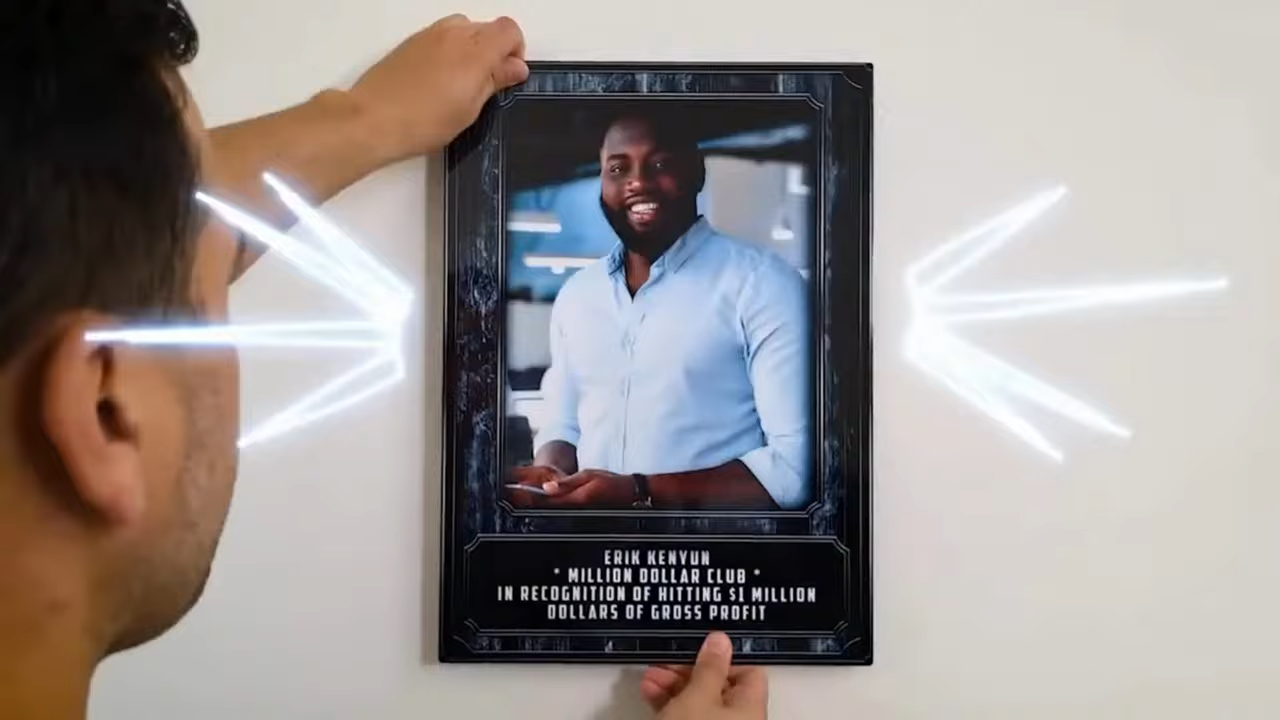 ERIK KENYUN
* MILLION DOLLAR CLUB *
IN RECOGNITION OF HITTING $1 MILLION
DOLLARS OF GROSS PROFIT